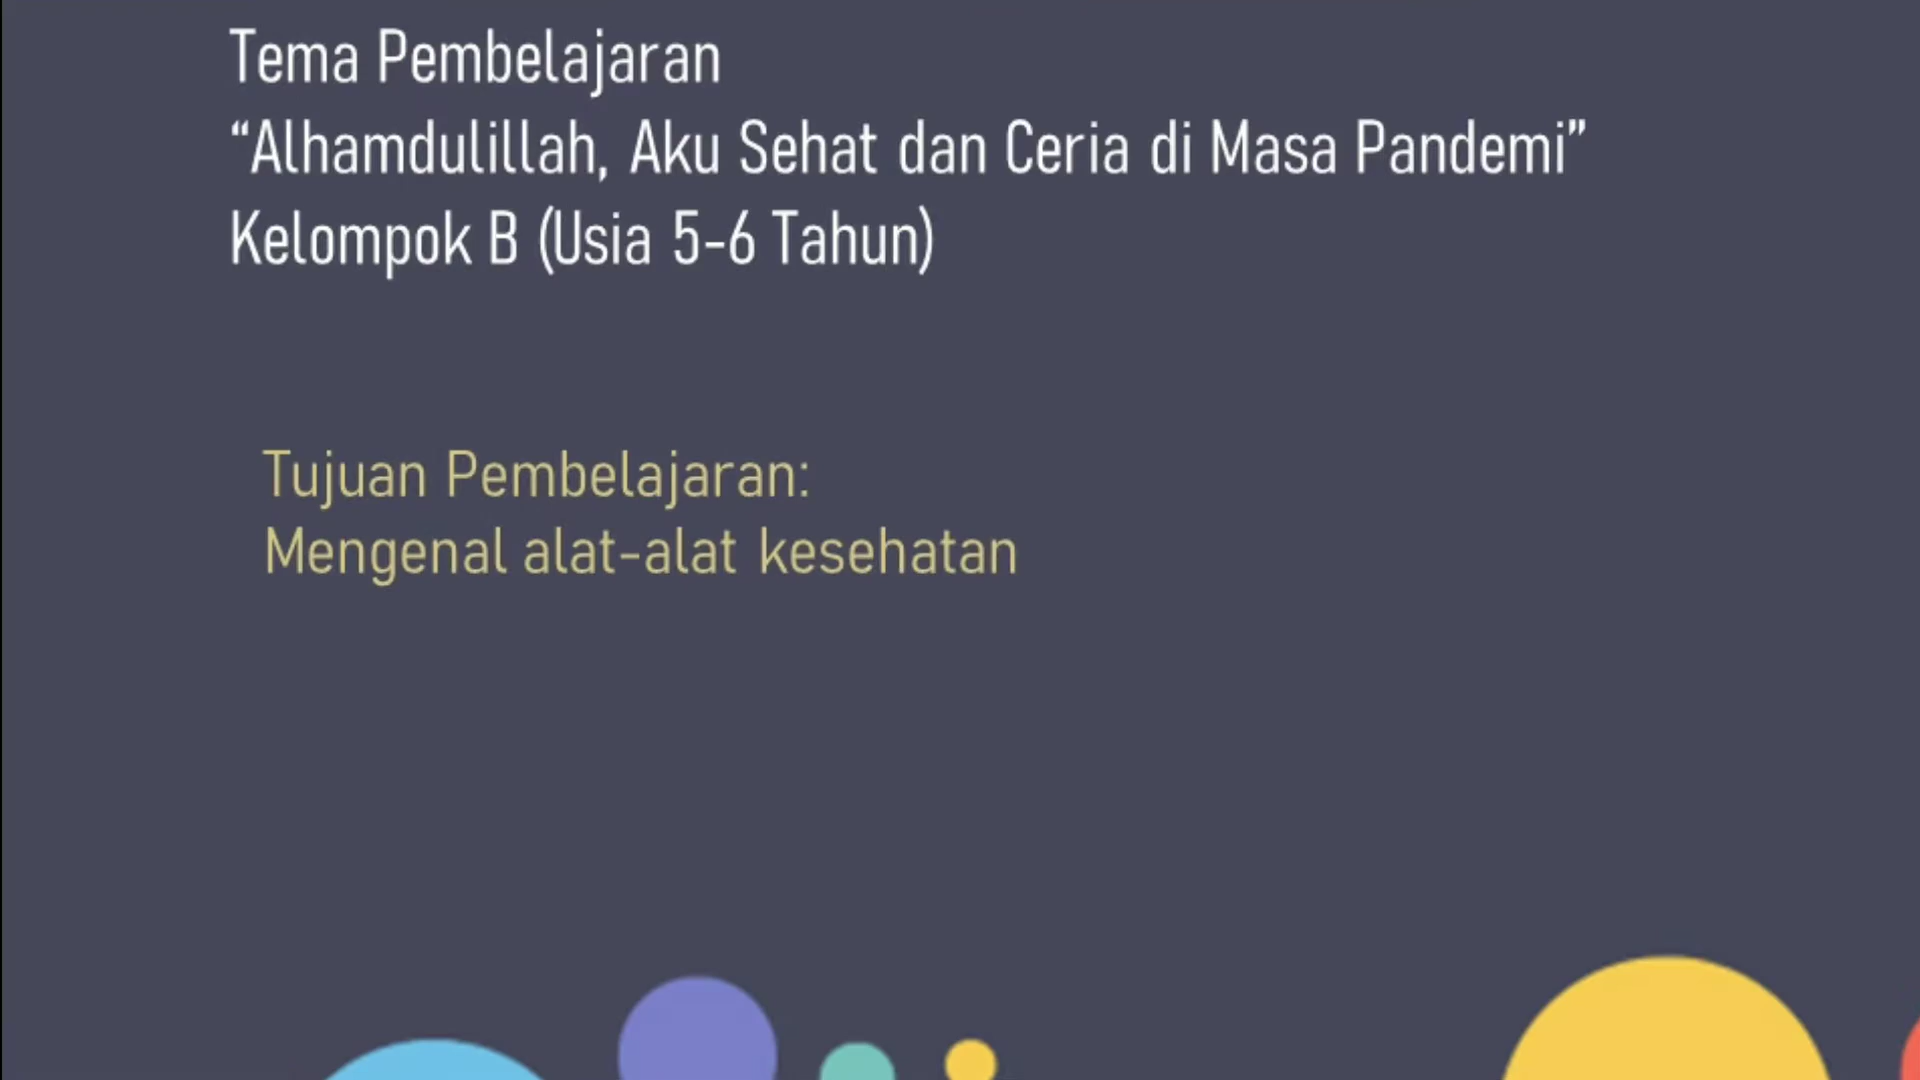 Tema Pembelajaran
“Alhamdulillah, Aku Sehat dan Ceria di Masa Pandemi”
Kelompok B (Usia 5-6 Tahun)
Tujuan Pembelajaran:
Mengenal alat-alat kesehatan